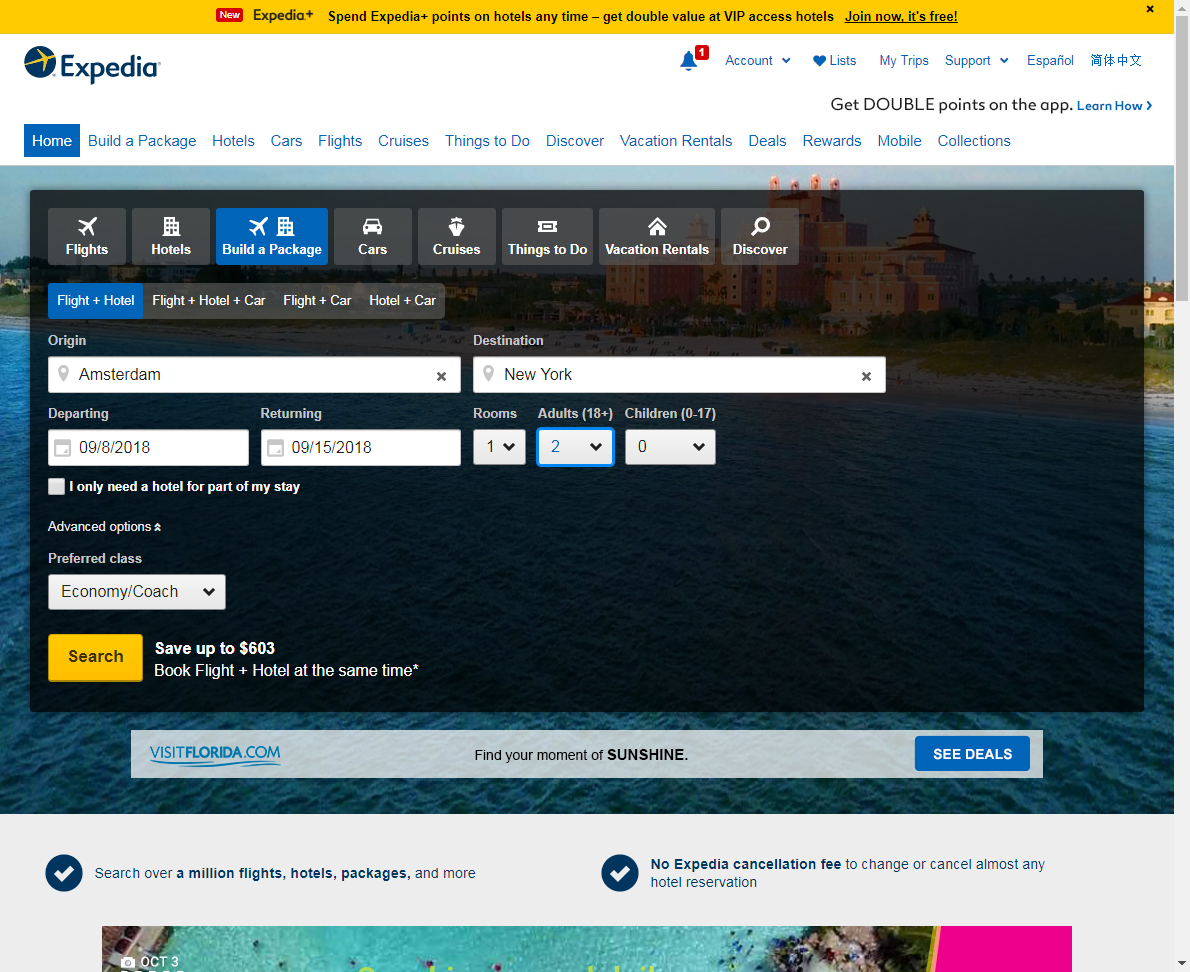 New Expedia+ Spend Expedia+ points on hotels any time – get double value at VIP access hotels Join now, it's free!
Expedia
1 Account Lists My Trips Support Español 简体中文
Get DOUBLE points on the app. Learn How
Home Build a Package Hotels Cars Flights Cruises Things to Do Discover Vacation Rentals Deals Rewards Mobile Collections
Flights Hotels Build a Package Cars Cruises Things to Do Vacation Rentals Discover
Flight + Hotel Flight + Hotel + Car Flight + Car Hotel + Car
Origin Destination
Amsterdam New York
Departing Returning Rooms Adults (18+) Children (0-17)
09/8/2018 09/15/2018 1 2 0
I only need a hotel for part of my stay
Advanced options
Preferred class
Economy/Coach
Search Save up to $603
Book Flight + Hotel at the same time*
VISITFLORIDA.COM Find your moment of SUNSHINE. SEE DEALS
Search over a million flights, hotels, packages, and more
No Expedia cancellation fee to change or cancel almost any
hotel reservation
OCT 3